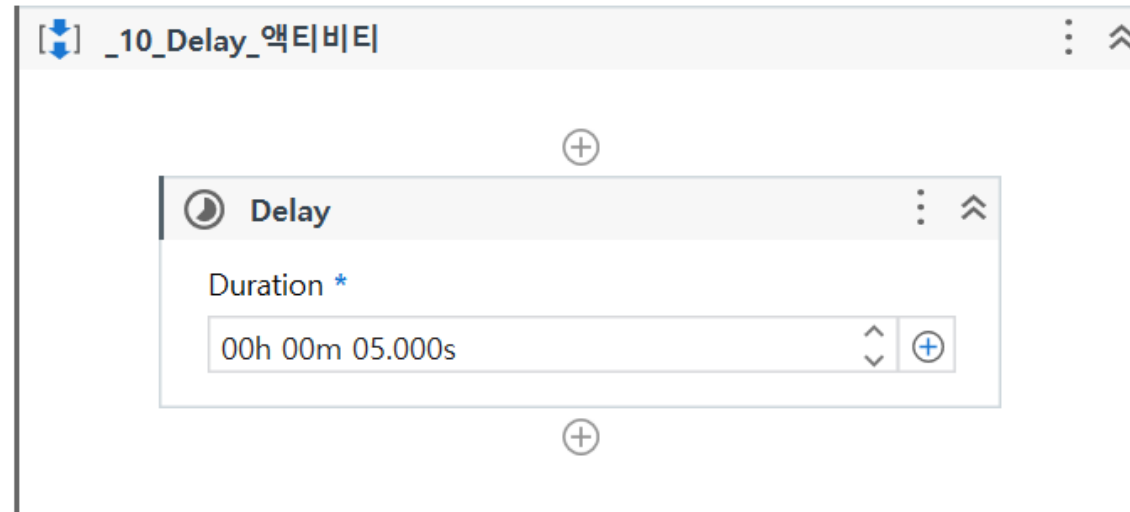 _10_Delay_액티비티
Delay
Duration *
00h 00m 05.000s